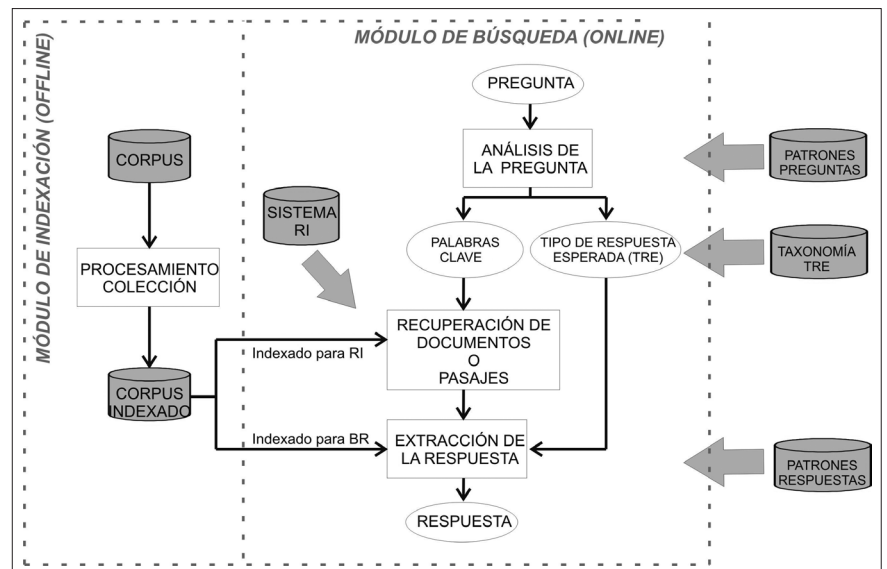 MÓDULO DE INDEXACIÓN (OFFLINE)
CORPUS
PROCESAMIENTO
COLECCIÓN
CORPUS
INDEXADO
MÓDULO DE BÚSQUEDA (ONLINE)
PREGUNTA
ANÁLISIS DE
LA PREGUNTA
SISTEMA
RI
PALABRAS
CLAVE
TIPO DE RESPUESTA
ESPERADA (TRE)
RECUPERACIÓN DE
DOCUMENTOS
O
PASAJES
Indexado para RI
Indexado para BR
EXTRACCIÓN DE
LA RESPUESTA
RESPUESTA
PATRONES
PREGUNTAS
TAXONOMÍA
TRE
PATRONES
RESPUESTAS